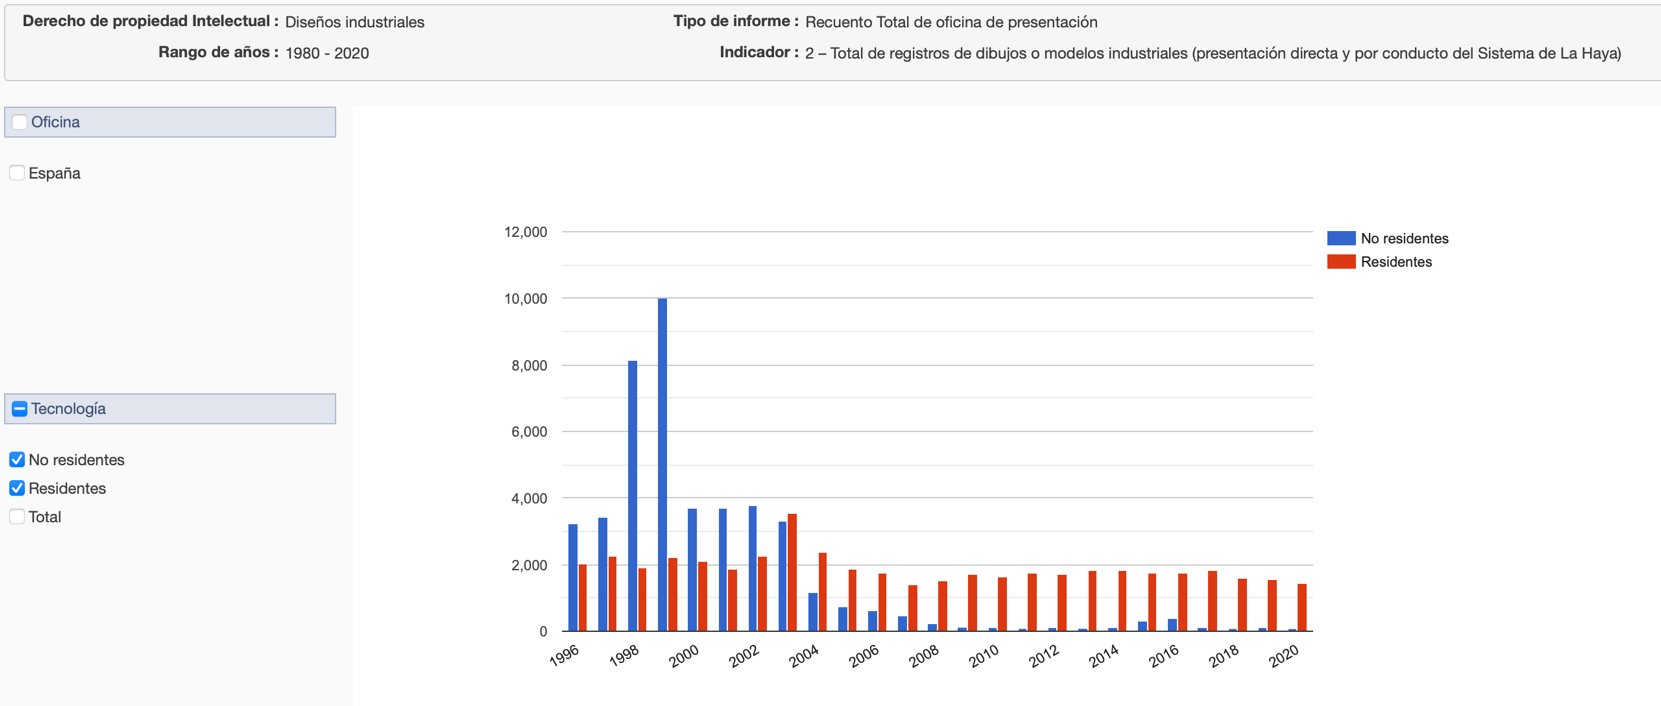 Derecho de propiedad Intelectual : Diseños industriales
Tipo de informe : Recuento Total de oficina de presentación
Rango de años : 1980 - 2020
Indicador : 2 – Total de registros de dibujos o modelos industriales (presentación directa y por conducto del Sistema de La Haya)
Oficina
España
Tecnología
No residentes
Residentes
Total
12,000
10,000
8,000
6,000
4,000
2,000
0
1996
1998
2000
2002
2004
2006
2008
2010
2012
2014
2016
2018
2020
No residentes
Residentes